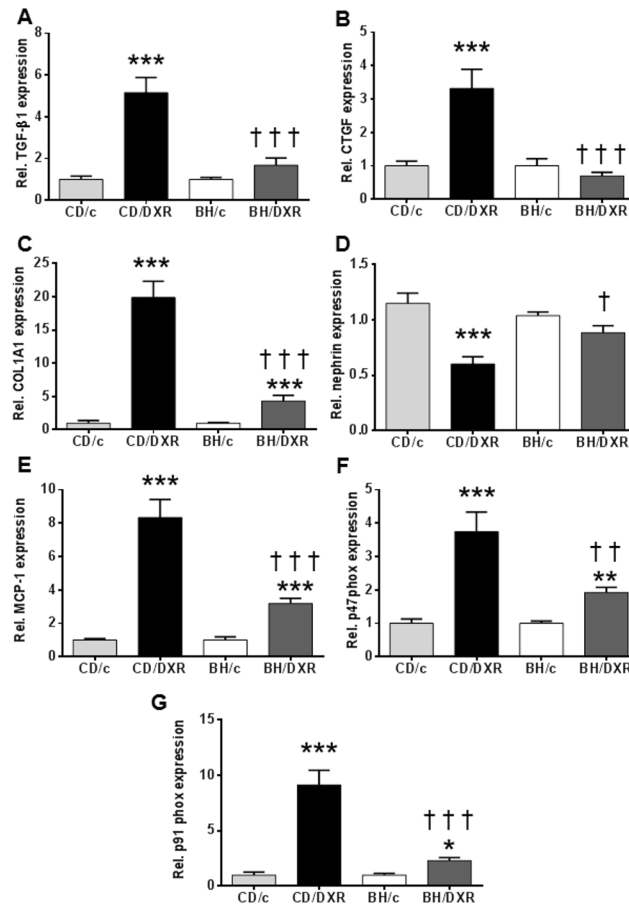 A
Rel. TGF-β1 expression
8
6
4
2
0
***
† † †
CD/c CD/DXR BH/c BH/DXR
B
Rel. CTGF expression
5
4
3
2
1
0
***
† † †
CD/c CD/DXR BH/c BH/DXR
C
Rel. COL1A1 expression
25
20
15
10
5
0
***
† † †
***
CD/c CD/DXR BH/c BH/DXR
D
Rel. nephrin expression
1.5
1.0
0.5
0.0
***
†
CD/c CD/DXR BH/c BH/DXR
E
Rel. MCP-1 expression
10
8
6
4
2
0
***
† † †
***
CD/c CD/DXR BH/c BH/DXR
F
Rel. p47phox expression
5
4
3
2
1
0
***
† †
**
CD/c CD/DXR BH/c BH/DXR
G
Rel. p91 phox expression
15
10
5
0
***
† † †
*
CD/c CD/DXR BH/c BH/DXR